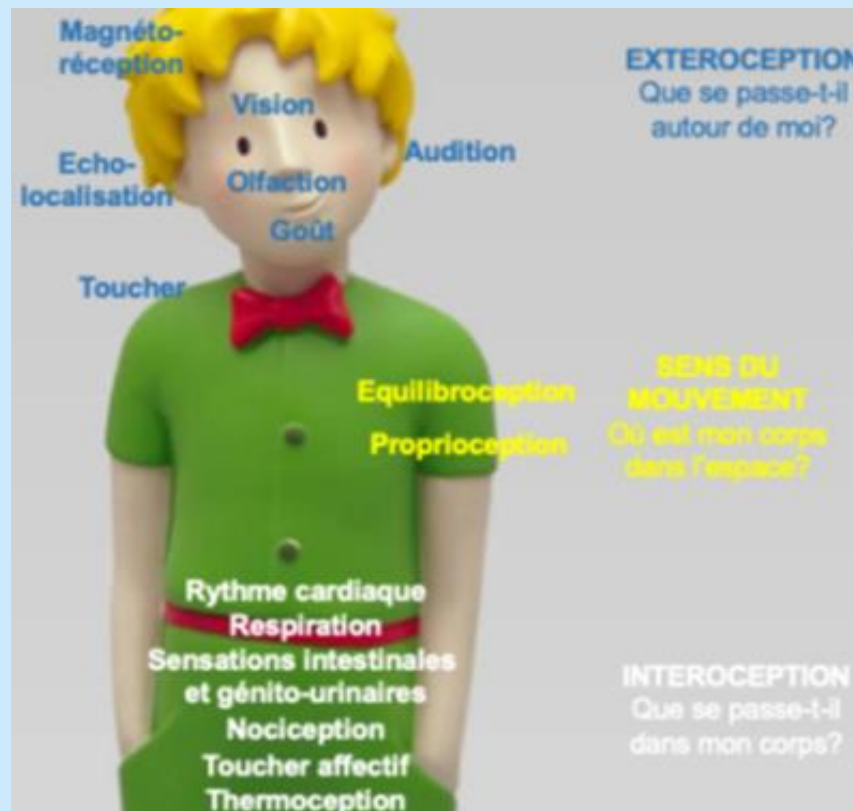 Magnéto-
réception
Vision
Echo-
localisation
Audition
Olfaction
Goût
Toucher
EXTEROCEPTION
Que se passe-t-il
autour de moi?
Equilibroception
Proprioception
SENS DU
MOUVEMENT
Où est mon corps
dans l'espace?
Rythme cardiaque
Respiration
Sensations intestinales
et génito-urinaires
Nociception
Toucher affectif
Thermoception
INTEROCEPTION
Que se passe-t-il
dans mon corps?